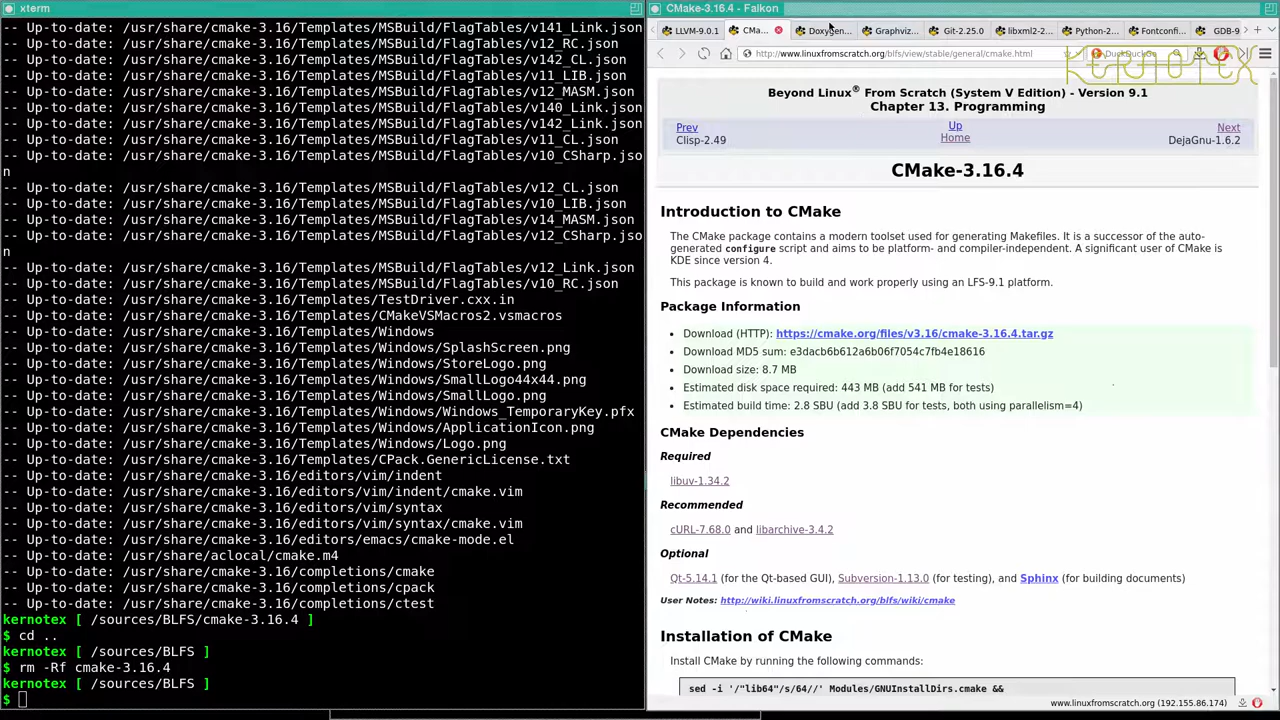 xterm
-- Up-to-date: /usr/share/cmake-3.16/Templates/MSBuild/FlagTables/v141_Link.json
-- Up-to-date: /usr/share/cmake-3.16/Templates/MSBuild/FlagTables/v12_RC.json
-- Up-to-date: /usr/share/cmake-3.16/Templates/MSBuild/FlagTables/v142_CL.json
-- Up-to-date: /usr/share/cmake-3.16/Templates/MSBuild/FlagTables/v11_LIB.json
-- Up-to-date: /usr/share/cmake-3.16/Templates/MSBuild/FlagTables/v12_MASM.json
-- Up-to-date: /usr/share/cmake-3.16/Templates/MSBuild/FlagTables/v140_Link.json
-- Up-to-date: /usr/share/cmake-3.16/Templates/MSBuild/FlagTables/v142_Link.json
-- Up-to-date: /usr/share/cmake-3.16/Templates/MSBuild/FlagTables/v11_CL.json
-- Up-to-date: /usr/share/cmake-3.16/Templates/MSBuild/FlagTables/v10_CSharp.jso
n
-- Up-to-date: /usr/share/cmake-3.16/Templates/MSBuild/FlagTables/v12_CL.json
-- Up-to-date: /usr/share/cmake-3.16/Templates/MSBuild/FlagTables/v10_LIB.json
-- Up-to-date: /usr/share/cmake-3.16/Templates/MSBuild/FlagTables/v14_MASM.json
-- Up-to-date: /usr/share/cmake-3.16/Templates/MSBuild/FlagTables/v12_CSharp.jso
n
-- Up-to-date: /usr/share/cmake-3.16/Templates/MSBuild/FlagTables/v12_Link.json
-- Up-to-date: /usr/share/cmake-3.16/Templates/MSBuild/FlagTables/v10_RC.json
-- Up-to-date: /usr/share/cmake-3.16/Templates/TestDriver.cxx.in
-- Up-to-date: /usr/share/cmake-3.16/Templates/CMakeVSMacros2.vsmacros
-- Up-to-date: /usr/share/cmake-3.16/Templates/Windows
-- Up-to-date: /usr/share/cmake-3.16/Templates/Windows/SplashScreen.png
-- Up-to-date: /usr/share/cmake-3.16/Templates/Windows/StoreLogo.png
-- Up-to-date: /usr/share/cmake-3.16/Templates/Windows/SmallLogo44x44.png
-- Up-to-date: /usr/share/cmake-3.16/Templates/Windows/SmallLogo.png
-- Up-to-date: /usr/share/cmake-3.16/Templates/Windows/Windows_TemporaryKey.pfx
-- Up-to-date: /usr/share/cmake-3.16/Templates/Windows/ApplicationIcon.png
-- Up-to-date: /usr/share/cmake-3.16/Templates/Windows/Logo.png
-- Up-to-date: /usr/share/cmake-3.16/Templates/CPack.GenericLicense.txt
-- Up-to-date: /usr/share/cmake-3.16/editors/vim/indent
-- Up-to-date: /usr/share/cmake-3.16/editors/vim/indent/cmake.vim
-- Up-to-date: /usr/share/cmake-3.16/editors/vim/syntax
-- Up-to-date: /usr/share/cmake-3.16/editors/vim/syntax/cmake.vim
-- Up-to-date: /usr/share/cmake-3.16/editors/emacs/cmake-mode.el
-- Up-to-date: /usr/share/aclocal/cmake.m4
-- Up-to-date: /usr/share/cmake-3.16/completions/cmake
-- Up-to-date: /usr/share/cmake-3.16/completions/cpack
-- Up-to-date: /usr/share/cmake-3.16/completions/ctest
kernotex [ /sources/BLFS/cmake-3.16.4 ]
$ cd ..
kernotex [ /sources/BLFS ]
$ rm -Rf cmake-3.16.4
kernotex [ /sources/BLFS ]
$
CMake-3.16.4 - Falkon
LLVM-9.0.1 CMa... Doxygen... Graphviz... Git-2.25.0 libxml2-... Python-2... Fontconfi... GDB-9
http://www.linuxfromscratch.org/blfs/view/stable/general/cmake.html DuckDuckGo
KERNOTEX
Beyond Linux® From Scratch (System V Edition) - Version 9.1
Chapter 13. Programming
Prev Up Next
Clisp-2.49 Home DejaGnu-1.6.2
CMake-3.16.4
Introduction to CMake
The CMake package contains a modern toolset used for generating Makefiles. It is a successor of the auto-
generated configure script and aims to be platform- and compiler-independent. A significant user of CMake is
KDE since version 4.
This package is known to build and work properly using an LFS-9.1 platform.
Package Information
• Download (HTTP): https://cmake.org/files/v3.16/cmake-3.16.4.tar.gz
• Download MD5 sum: e3dacb6b612a6b06f7054c7fb4e18616
• Download size: 8.7 MB
• Estimated disk space required: 443 MB (add 541 MB for tests)
• Estimated build time: 2.8 SBU (add 3.8 SBU for tests, both using parallelism=4)
CMake Dependencies
Required
libuv-1.34.2
Recommended
cURL-7.68.0 and libarchive-3.4.2
Optional
Qt-5.14.1 (for the Qt-based GUI), Subversion-1.13.0 (for testing), and Sphinx (for building documents)
User Notes: http://wiki.linuxfromscratch.org/blfs/wiki/cmake
Installation of CMake
Install CMake by running the following commands:
sed -i '/"lib64"/s/64//' Modules/GNUInstallDirs.cmake &&
www.linuxfromscratch.org (192.155.86.174)